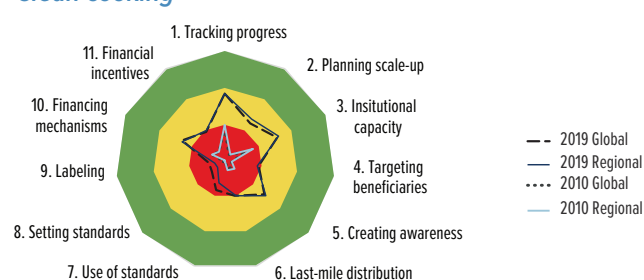 Clean cooking
1. Tracking progress
2. Planning scale-up
3. Insitutional
capacity
4. Targeting
beneficiaries
5. Creating awareness
6. Last-mile distribution
7. Use of standards
8. Setting standards
9. Labeling
10. Financing
mechanisms
11. Financial
incentives
2019 Global
2019 Regional
2010 Global
2010 Regional